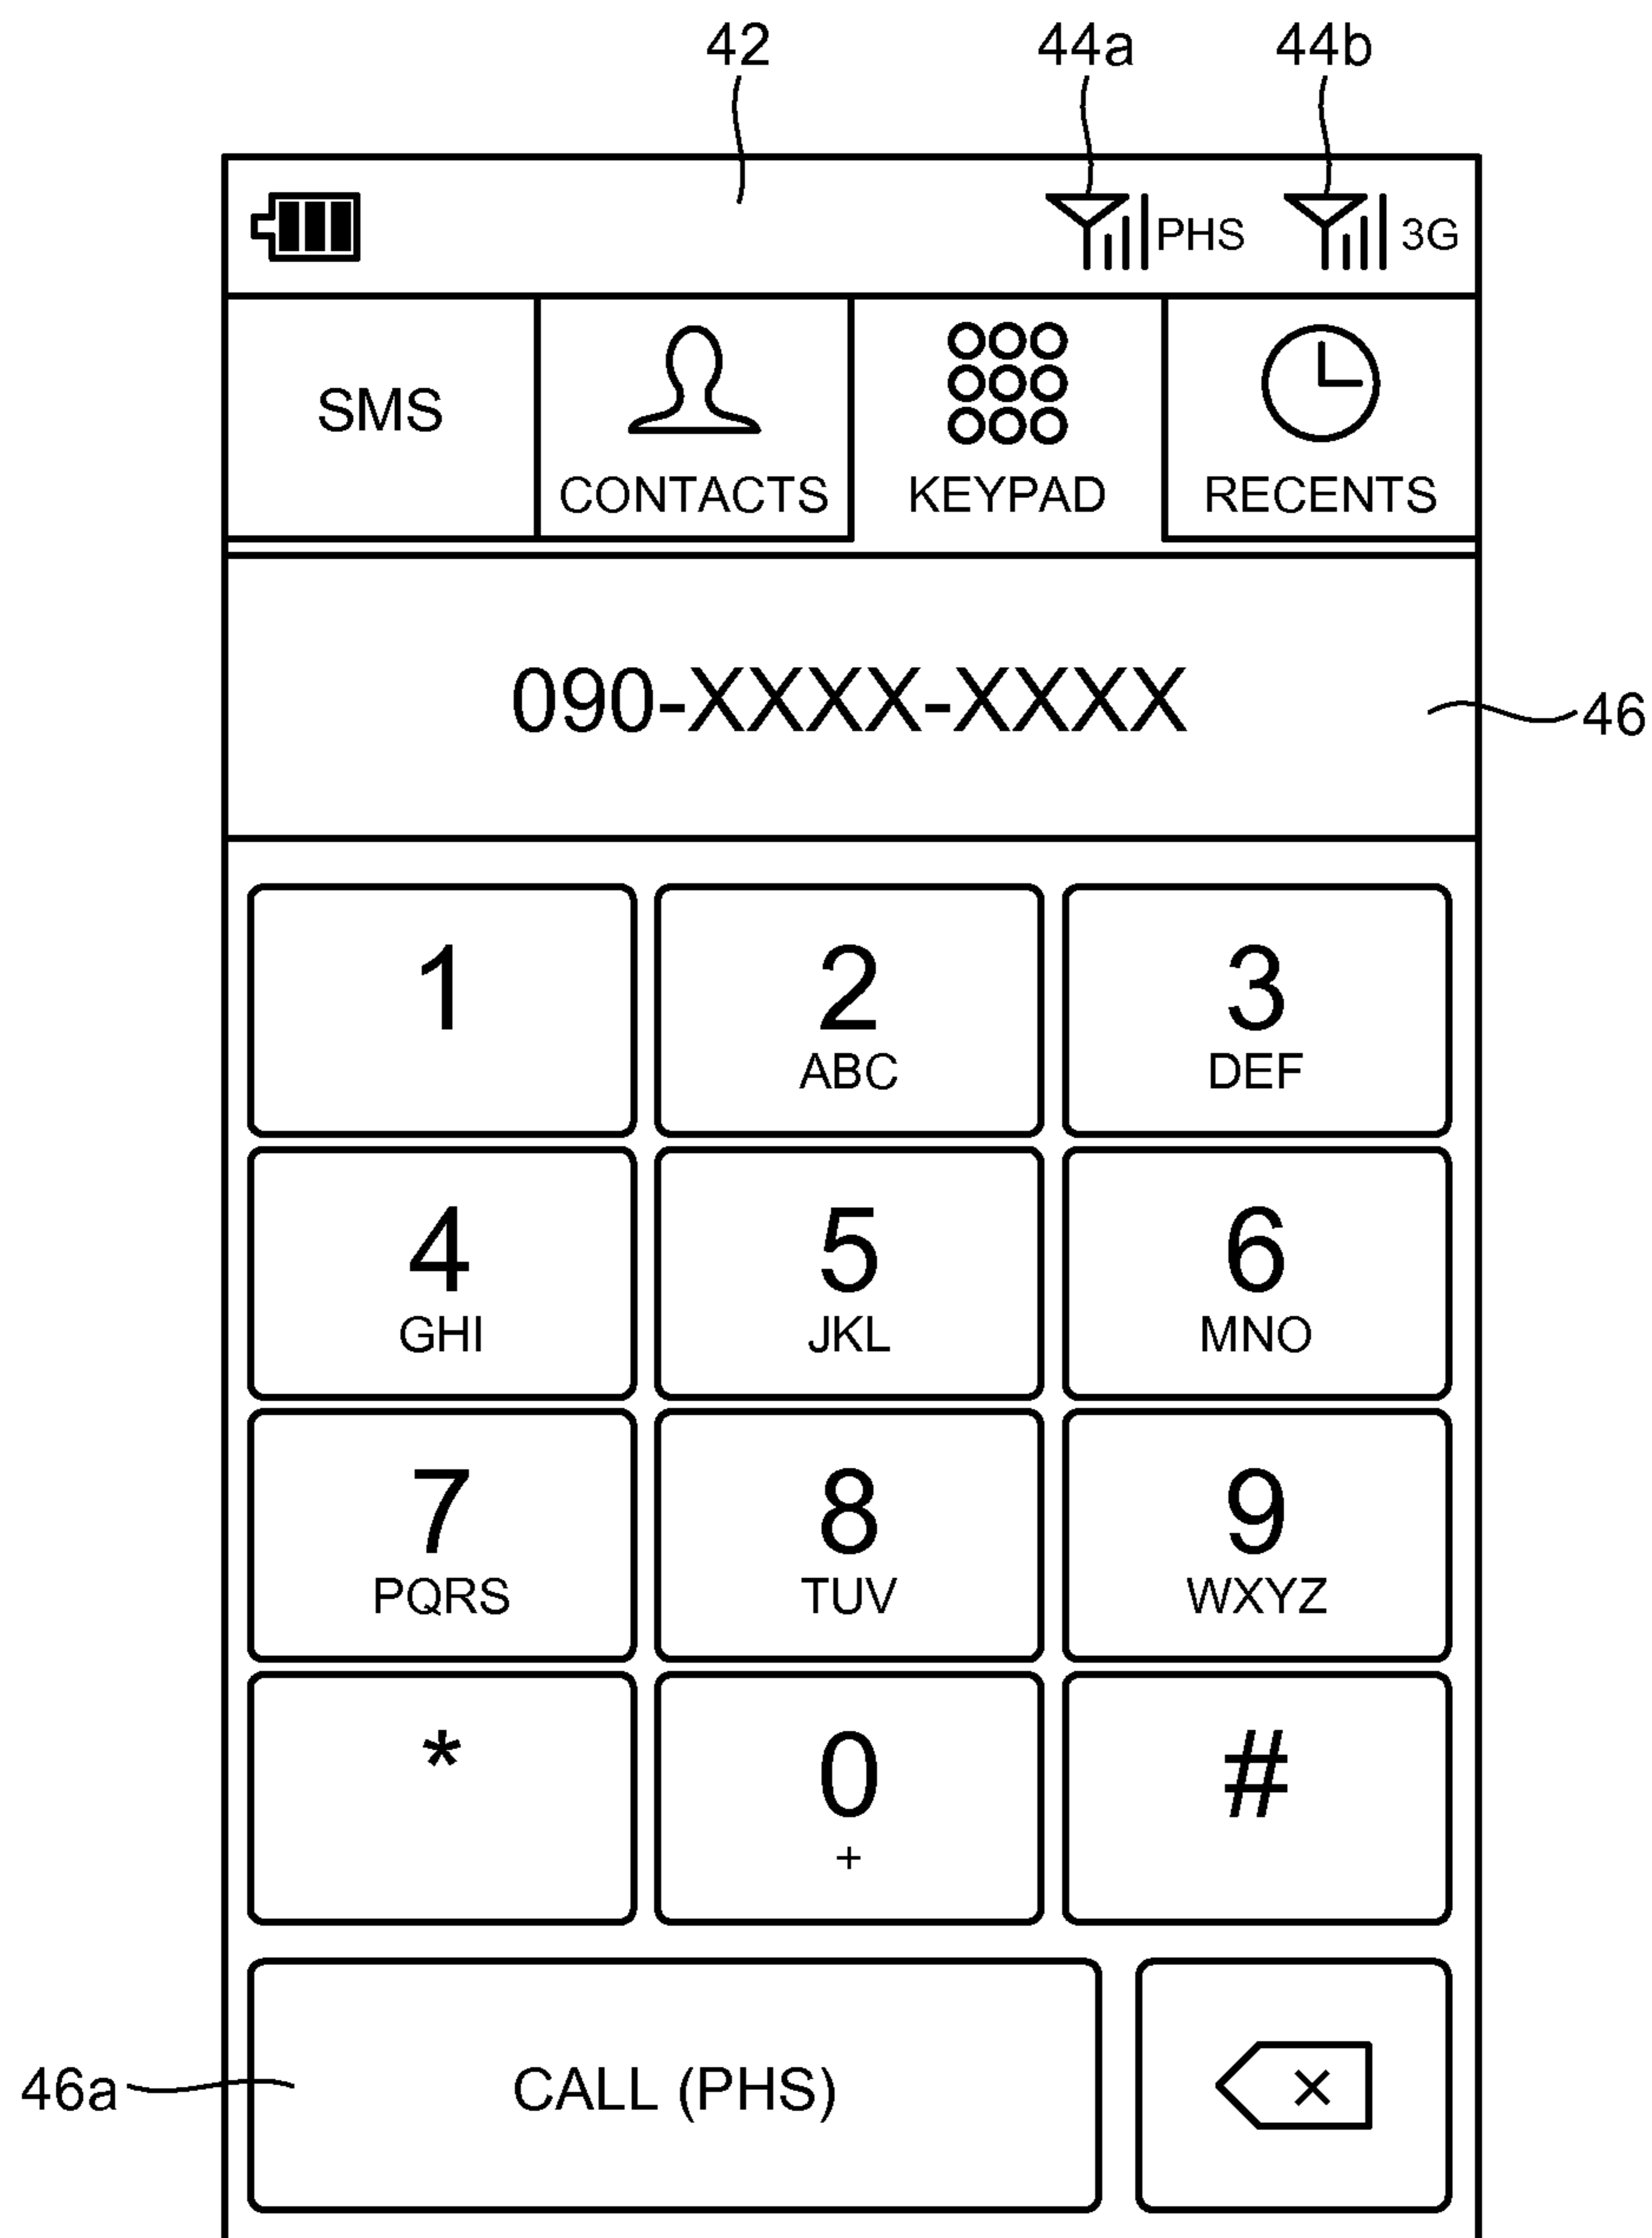 42 44a 44b
PHS 3G
SMS CONTACTS KEYPAD RECENTS
090-XXXX-XXXX
46
1 2 3
ABC DEF
4 5 6
GHI JKL MNO
7 8 9
PQRS TUV WXYZ
* 0 #
+
46a CALL (PHS) ×